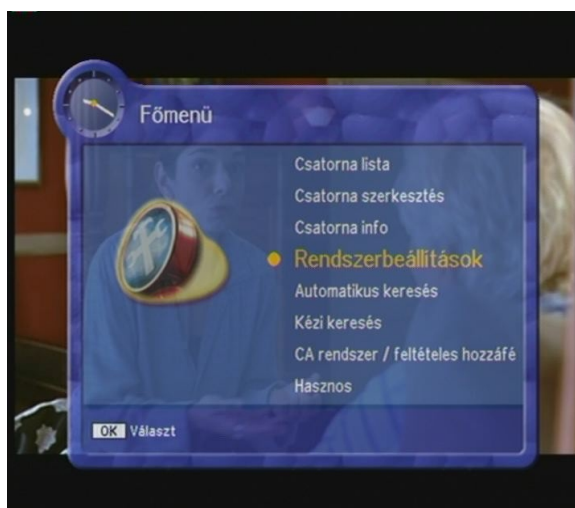 Főmenü
Csatorna lista
Csatorna szerkesztés
Csatorna info
Rendszerbeállítások
Automatikus keresés
Kézi keresés
CA rendszer / feltételes hozzáfé
Hasznos
OK Választ